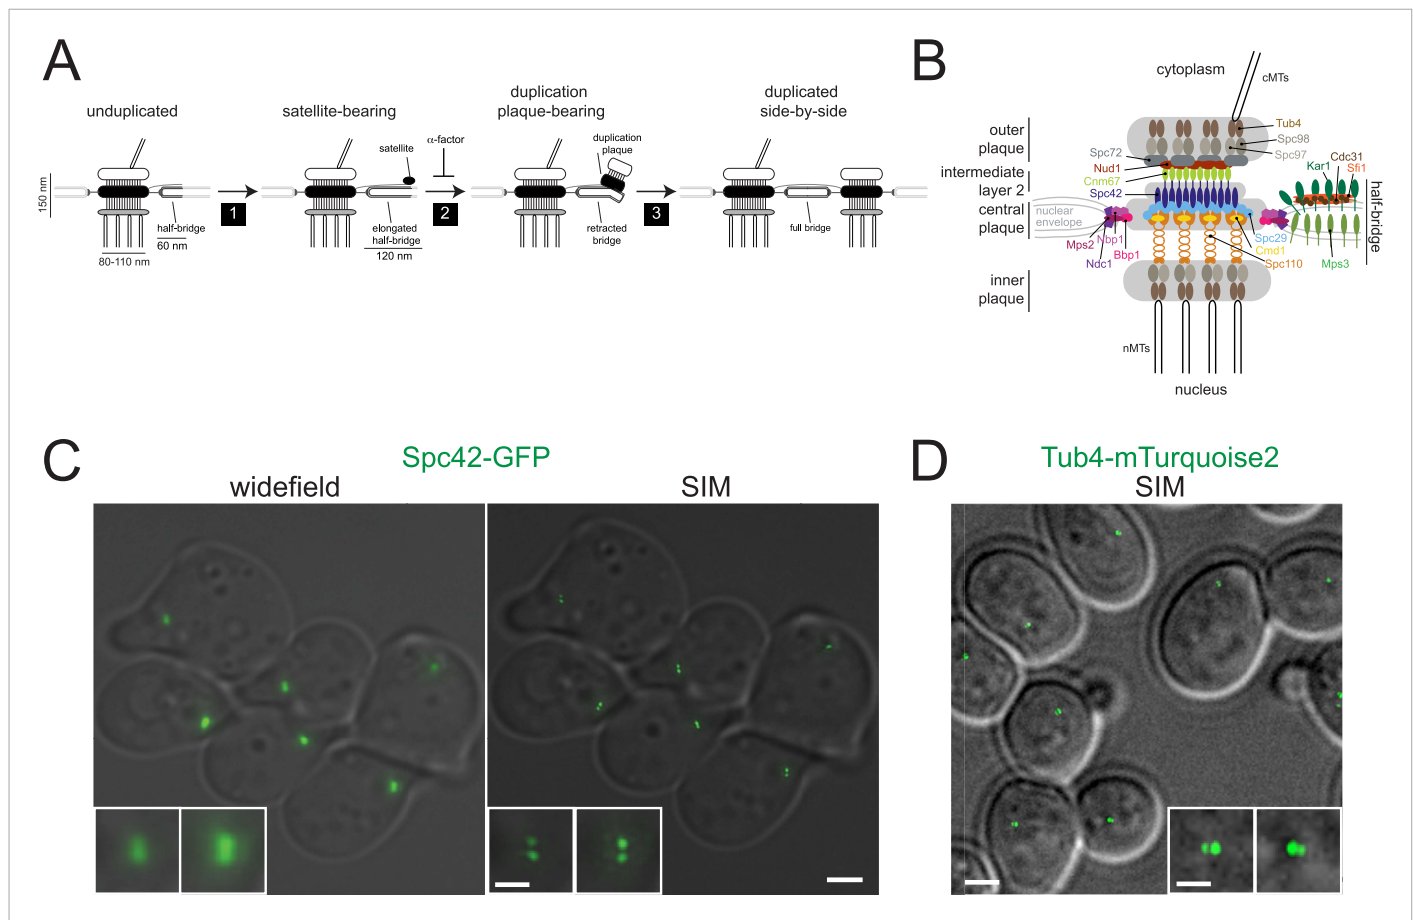 A
unduplicated
satellite-bearing
duplication
plaque-bearing
duplicated
side-by-side
α-factor
satellite
duplication
plaque
150 nm
1
2
3
half-bridge
60 nm
80-110 nm
elongated
half-bridge
120 nm
retracted
bridge
full bridge
B
cytoplasm
cMTs
outer
plaque
Tub4
Spc98
Spc97
Spc72
Nud1
Cnm67
Spc42
intermediate
layer 2
central
plaque
Kar1
Cdc31
Sfi1
half-bridge
nuclear
envelope
Mps2
Nbp1
Bbp1
Ndc1
Spc29
Cmd1
Spc110
Mps3
inner
plaque
nMTs
nucleus
C
Spc42-GFP
widefield
SIM
D
Tub4-mTurquoise2
SIM